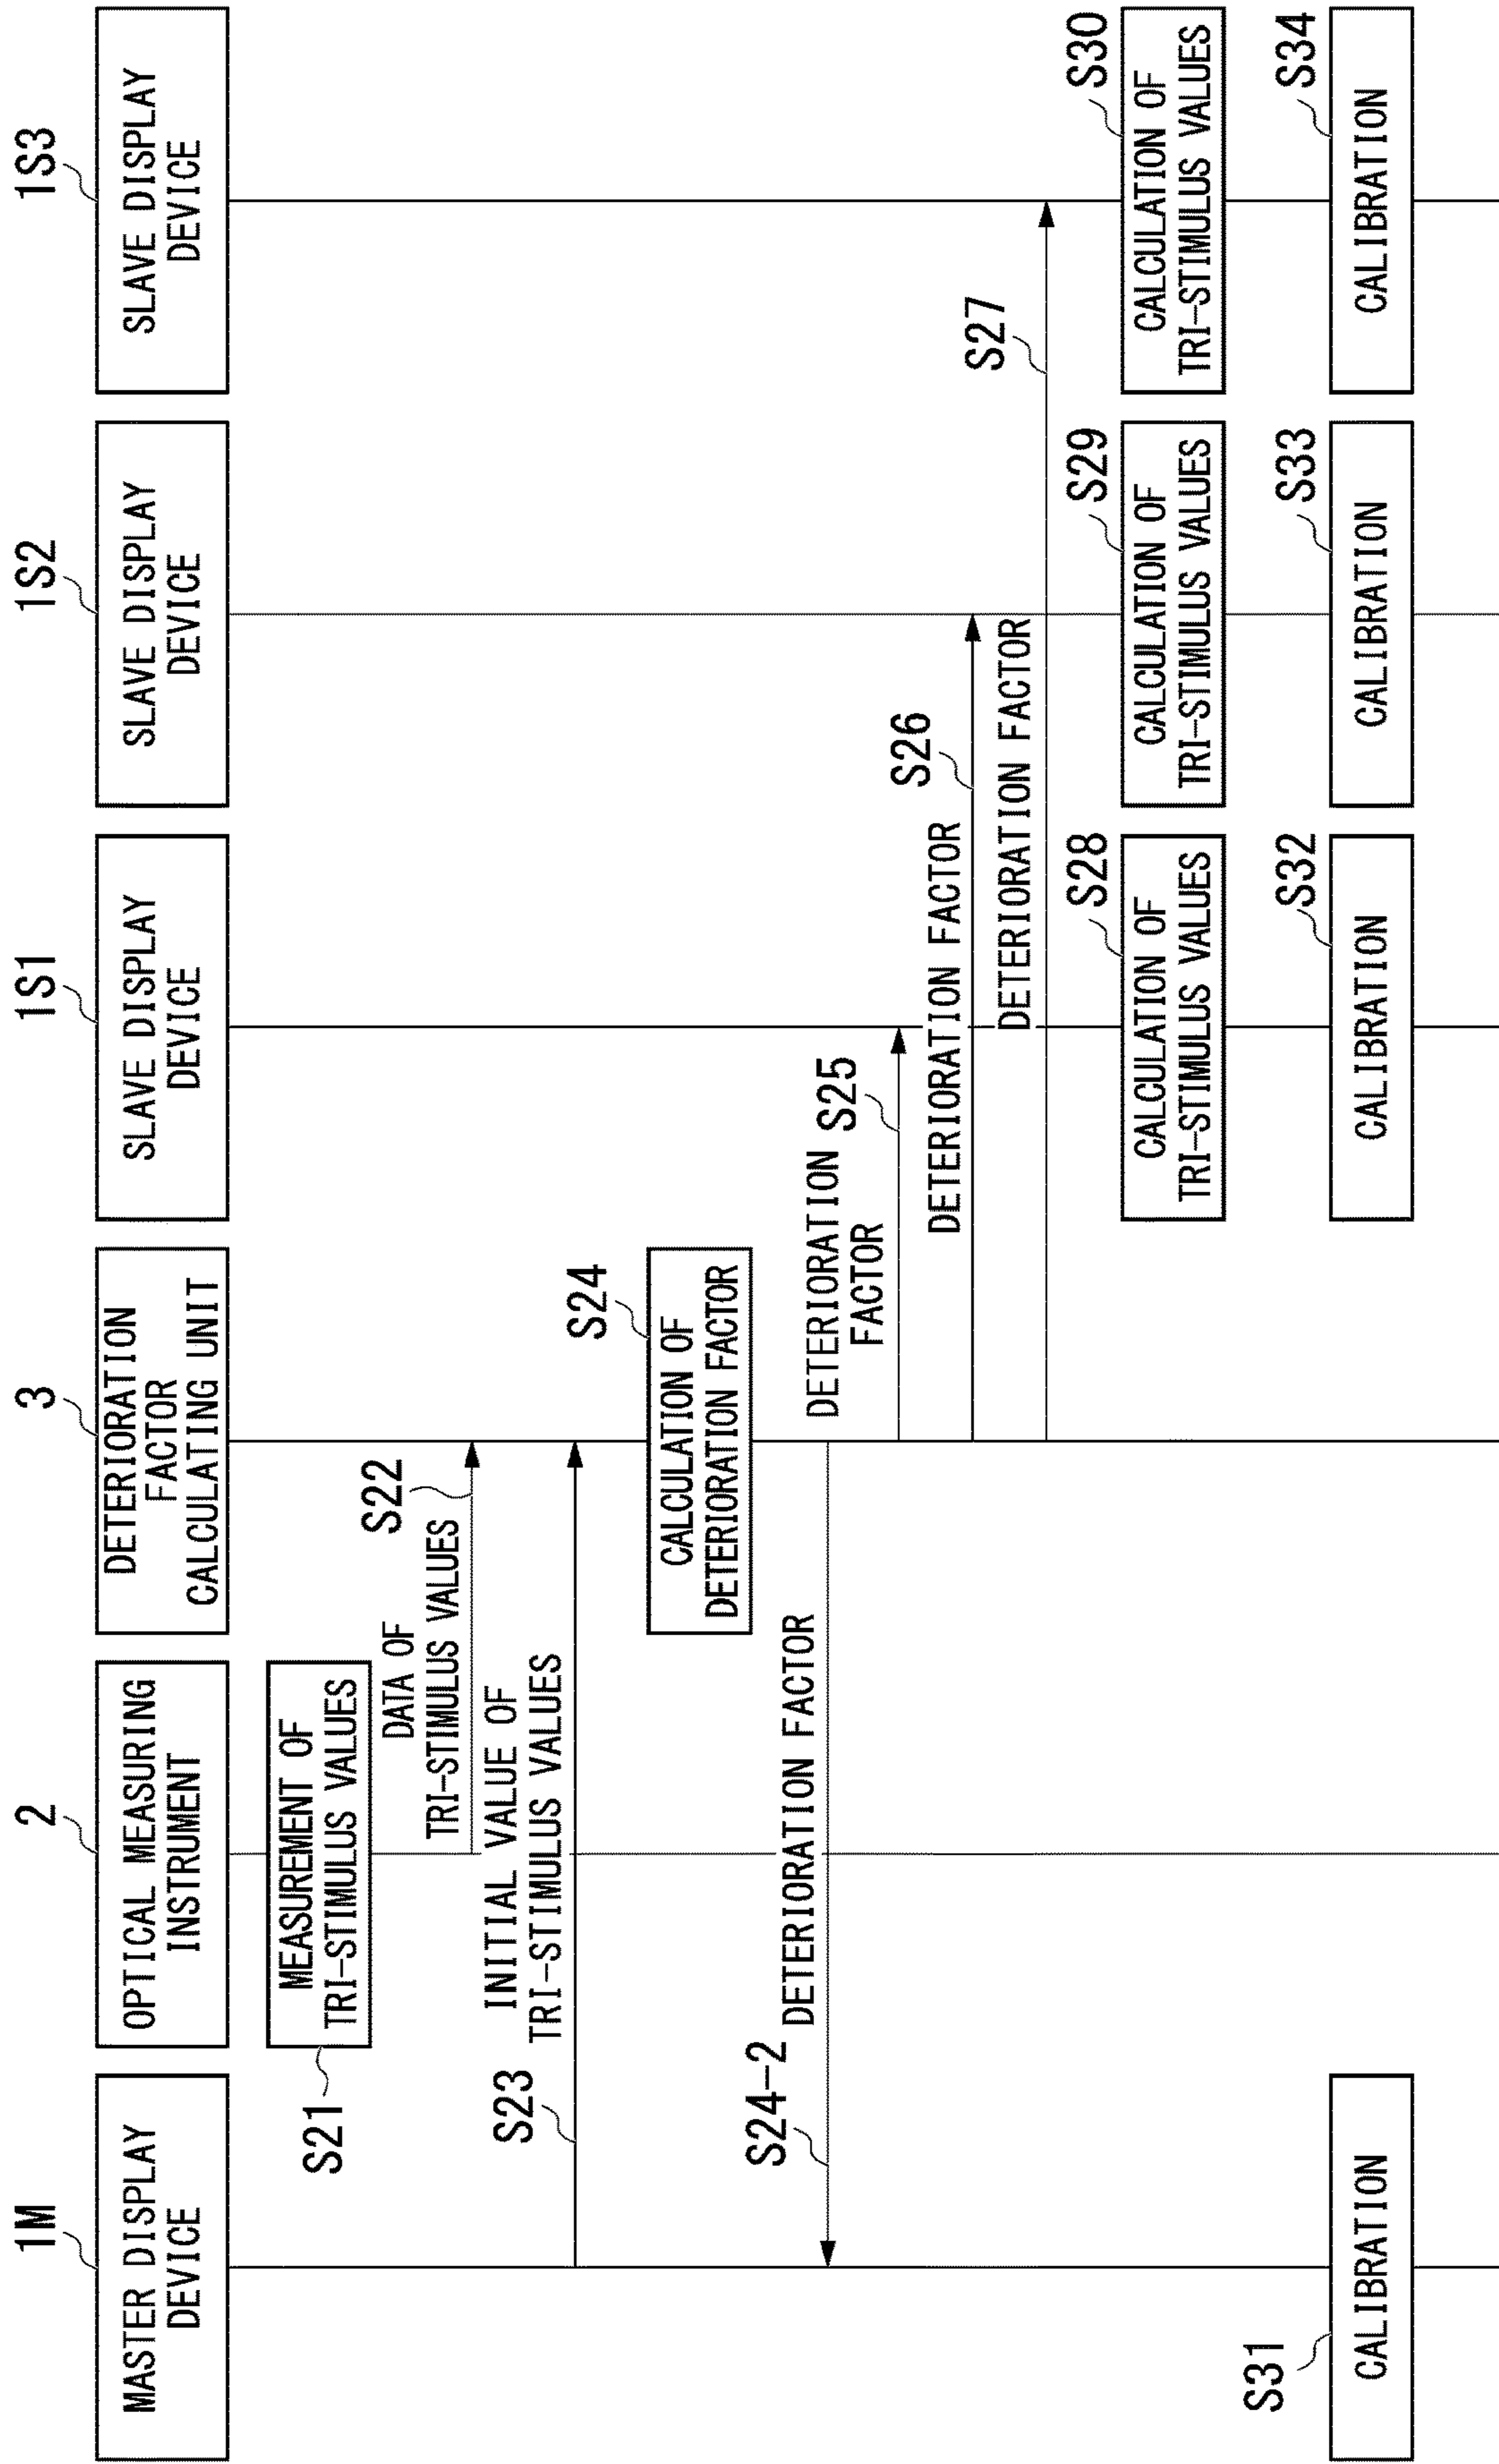 1M
MASTER DISPLAY
DEVICE
2
OPTICAL MEASURING
INSTRUMENT
3
DETERIORATION
FACTOR
CALCULATING UNIT
1S1
SLAVE DISPLAY
DEVICE
1S2
SLAVE DISPLAY
DEVICE
1S3
SLAVE DISPLAY
DEVICE
S21
MEASUREMENT OF
TRI-STIMULUS VALUES
DATA OF
TRI-STIMULUS VALUES
S22
S23
INITIAL VALUE OF
TRI-STIMULUS VALUES
S24
CALCULATION OF
DETERIORATION FACTOR
S24-2
DETERIORATION FACTOR
DETERIORATION
FACTOR
S25
DETERIORATION FACTOR
S26
DETERIORATION FACTOR
S27
S28
CALCULATION OF
TRI-STIMULUS VALUES
S29
CALCULATION OF
TRI-STIMULUS VALUES
S30
CALCULATION OF
TRI-STIMULUS VALUES
S31
CALIBRATION
S32
CALIBRATION
S33
CALIBRATION
S34
CALIBRATION